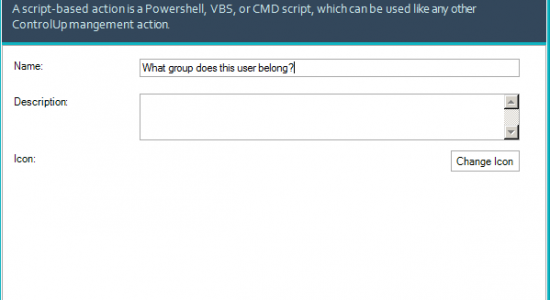 A script-based action is a Powershell, VBS, or CMD script, which can be used like any other
ControlUp mangement action.
Name:
What group does this user belong?
Description:
Icon:
Change Icon